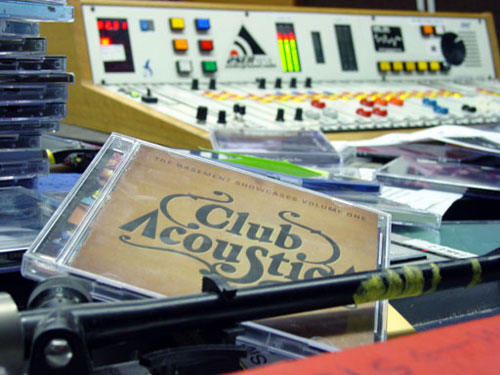 THE BASEMENT SHOWCASES VOLUME ONE
Club
Acoustic